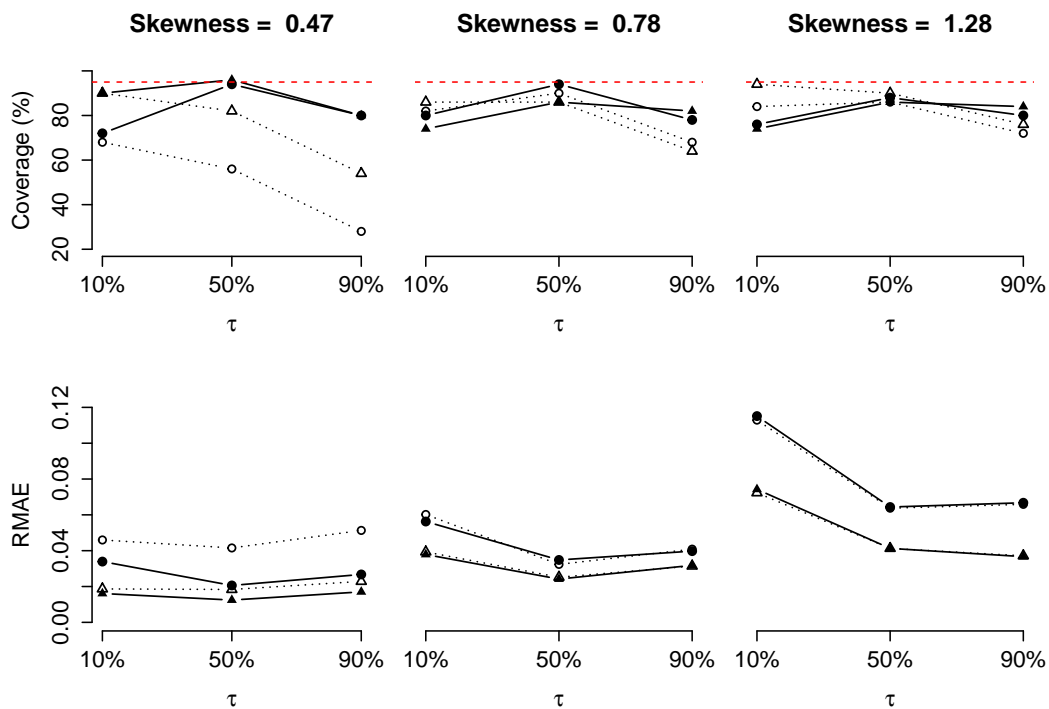 Skewness = 0.47
Skewness = 0.78
Skewness = 1.28
Coverage (%)
80
60
40
20
10% 50% 90%
τ
10% 50% 90%
τ
10% 50% 90%
τ
RMAE
0.12
0.08
0.04
0.00
10% 50% 90%
τ
10% 50% 90%
τ
10% 50% 90%
τ